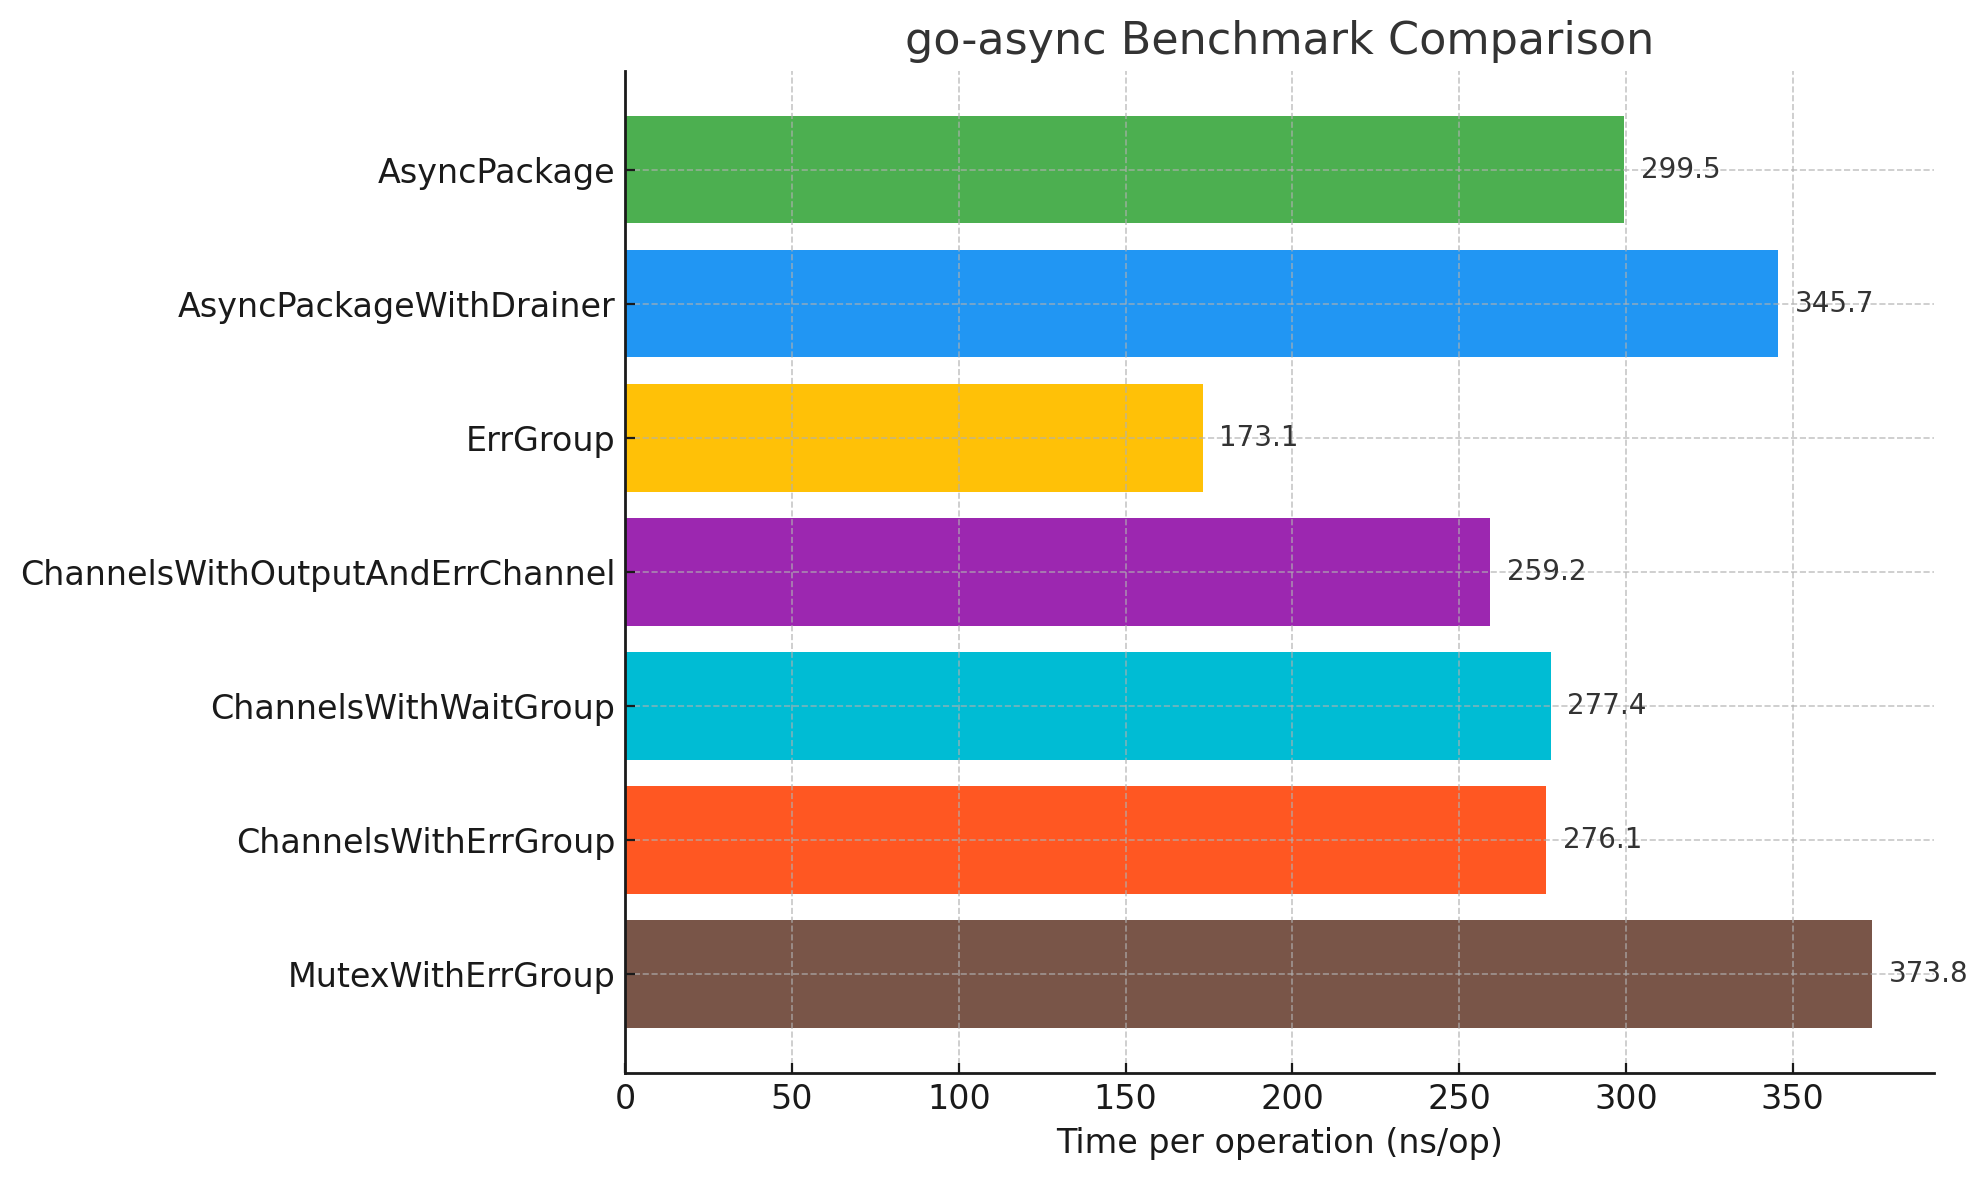 go-async Benchmark Comparison
AsyncPackage
299.5
AsyncPackageWithDrainer
345.7
ErrGroup
173.1
ChannelsWithOutputAndErrChannel
259.2
ChannelsWithWaitGroup
277.4
ChannelsWithErrGroup
276.1
MutexWithErrGroup
373.8
0 50 100 150 200 250 300 350
Time per operation (ns/op)